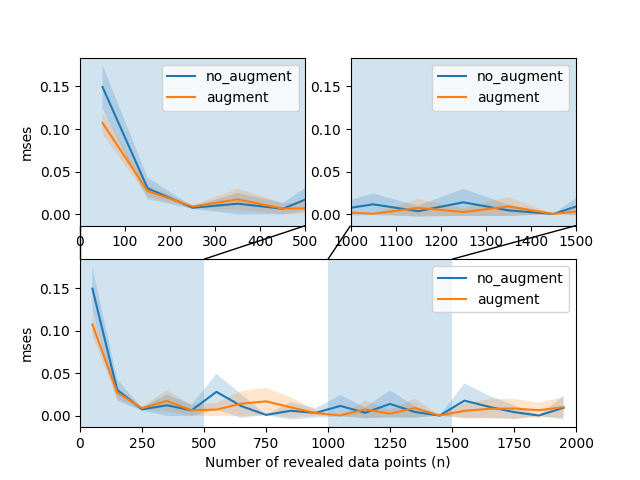 0.15
0.10
0.05
0.00
mses
no_augment
augment
0 100 200 300 400 500
0.15
0.10
0.05
0.00
no_augment
augment
1000 1100 1200 1300 1400 1500
0.15
0.10
0.05
0.00
mses
no_augment
augment
0 250 500 750 1000 1250 1500 1750 2000
Number of revealed data points (n)